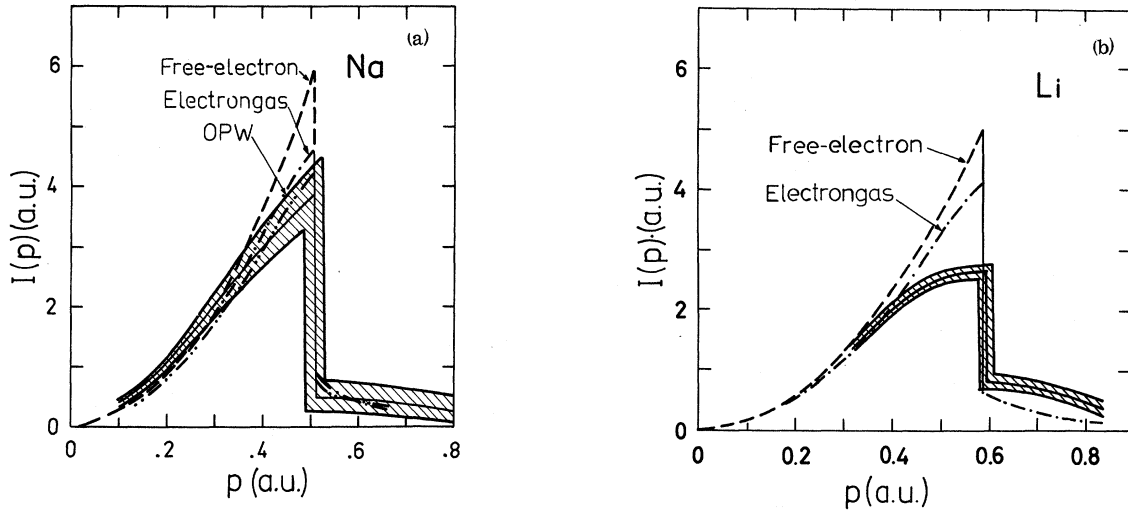 (a)
Na
Free-electron
Electrongas
OPW
I(p)(a.u.)
6
4
2
0
0
.2
.4
.6
.8
p (a.u.)
(b)
Li
Free-electron
Electrongas
I(p)·(a.u.)
6
4
2
0
0
0.2
0.4
0.6
0.8
p(a.u.)